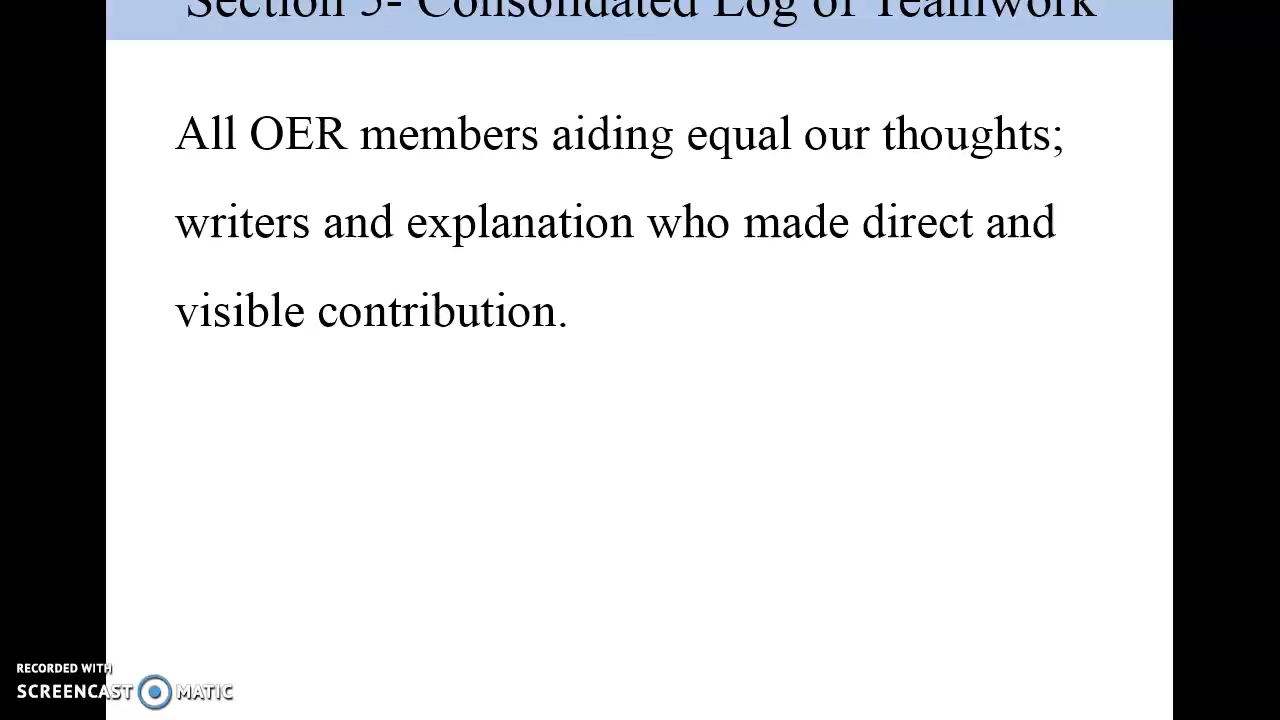 Section 5- Consolidated Log of Teamwork
All OER members aiding equal our thoughts;
writers and explanation who made direct and
visible contribution.
RECORDED WITH
SCREENCAST MATIC